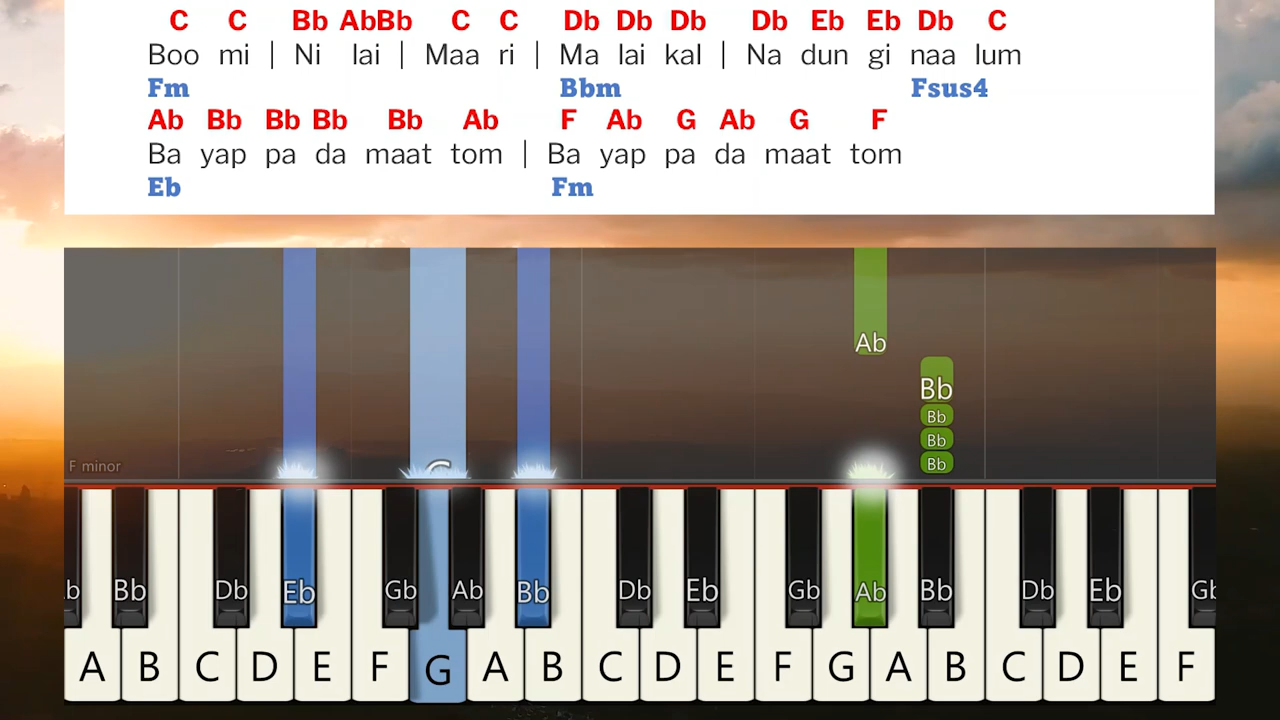 C C Bb AbBb C C Db Db Db Db Eb Eb Db C
Boo mi | Ni lai | Maa ri | Ma lai kal | Na dun gi naa lum
Fm Bbm Fsus4
Ab Bb Bb Bb Bb Ab F Ab G Ab G F
Ba yap pa da maat tom | Ba yap pa da maat tom
Eb Fm
Ab
Bb
Bb
Bb
Bb
F minor
Bb Db Eb Gb Ab Bb Db Eb Gb Ab Bb Db Eb
A B C D E F G A B C D E F G A B C D E F